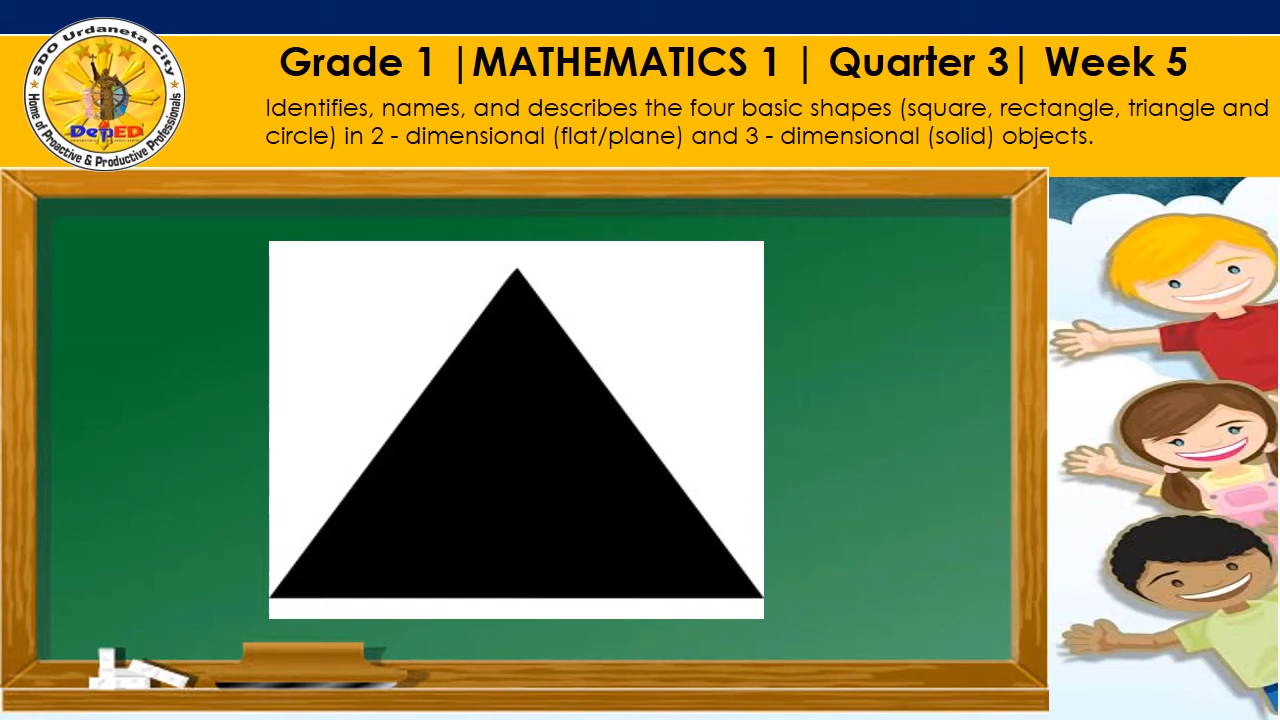 SDO Urdaneta City
DepED
Home of Proactive & Productive Professionals
Grade 1 |MATHEMATICS 1 | Quarter 3| Week 5
Identifies, names, and describes the four basic shapes (square, rectangle, triangle and
circle) in 2 - dimensional (flat/plane) and 3 - dimensional (solid) objects.